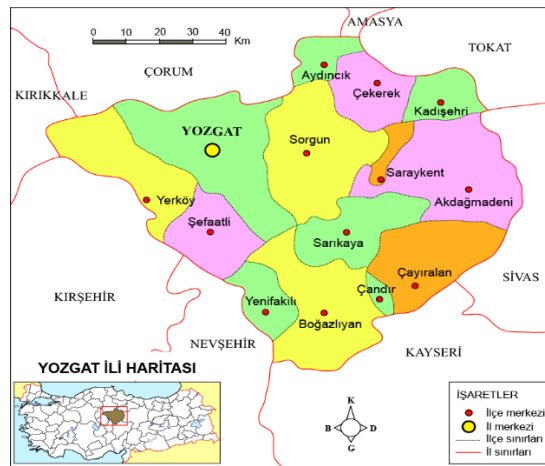 AMASYA
0 10 20 30 40
Km
TOKAT
ÇORUM
Aydıncık
Çekerek
KIRIKKALE
Kadışehri
YOZGAT
Sorgun
Saraykent
Yerköy
Akdağmadeni
Şefaatli
Sarıkaya
SİVAS
KIRŞEHİR
Çayıralan
Çandır
Yenifakılı
Boğazlıyan
NEVŞEHİR
KAYSERİ
YOZGAT İLİ HARİTASI
K
B D
G
İŞARETLER
İlçe merkezi
İl merkezi
İlçe sınırları
İl sınırları